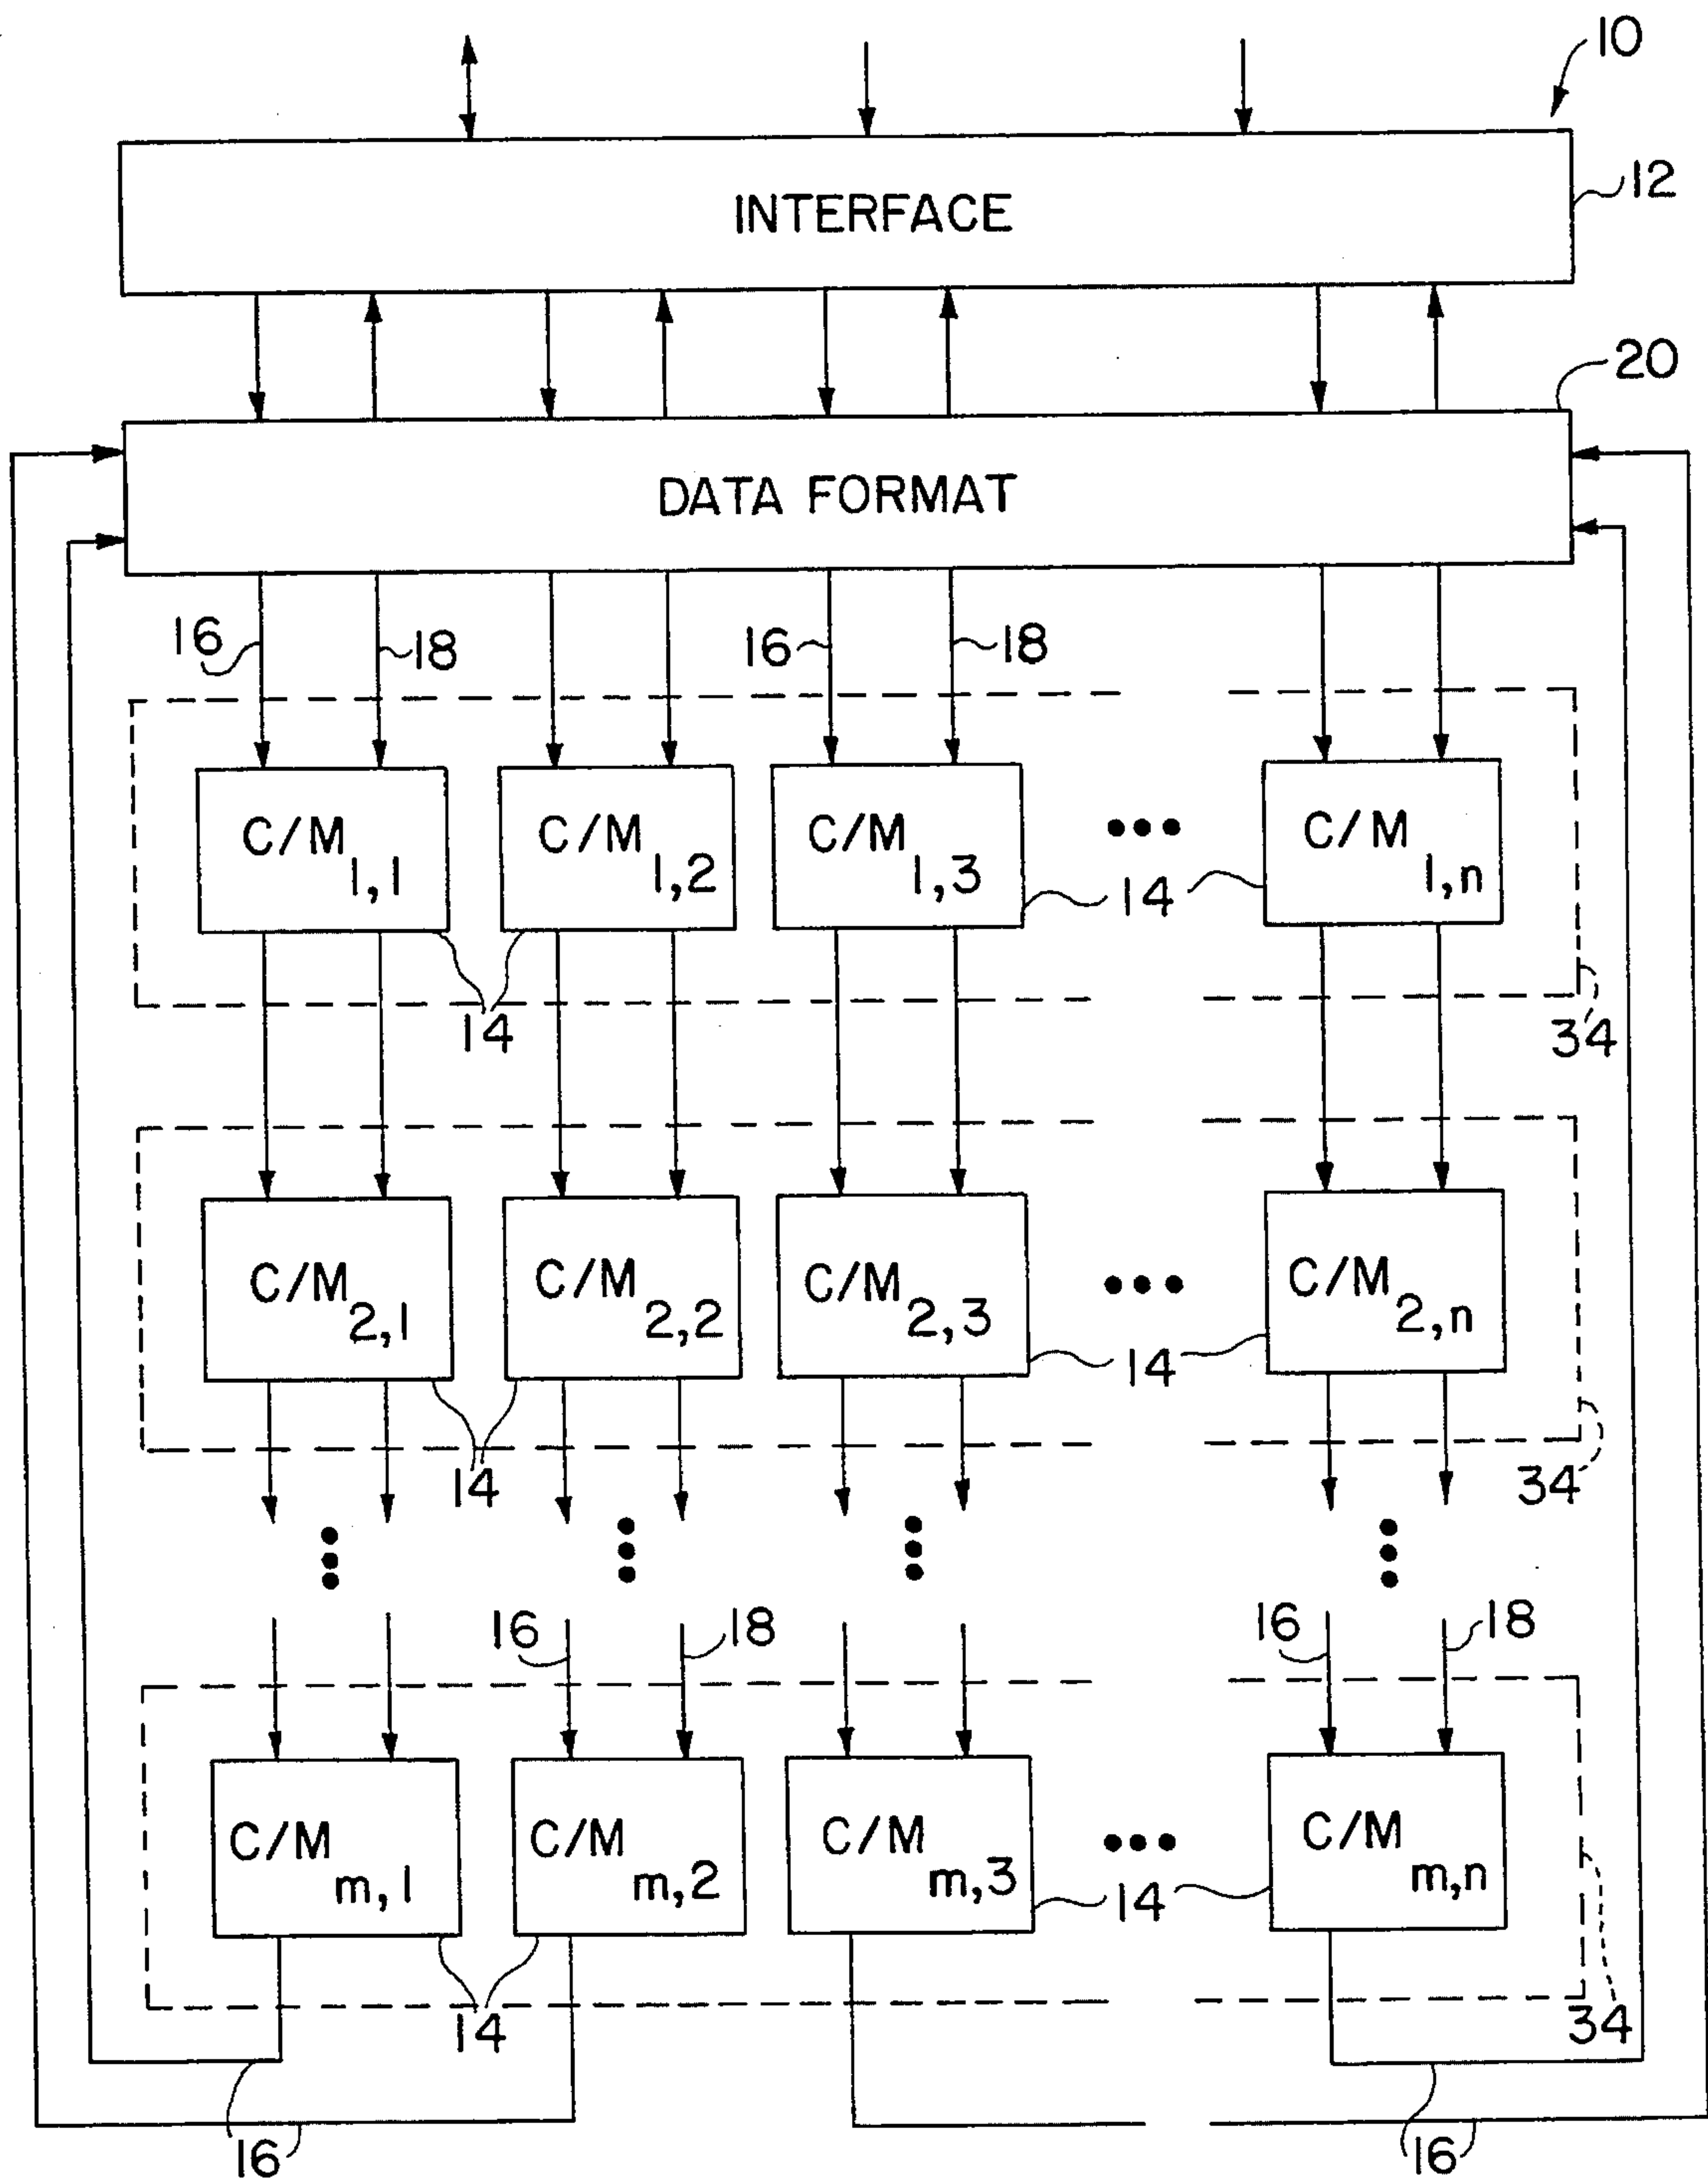 10
INTERFACE
12
20
DATA FORMAT
16
18
16
18
C/M 1,1
C/M 1,2
C/M 1,3
•••
C/M 1,n
14
14
34
C/M 2,1
C/M 2,2
C/M 2,3
•••
C/M 2,n
14
14
34
16
18
16
18
C/M m,1
C/M m,2
C/M m,3
•••
C/M m,n
14
14
34
16
16